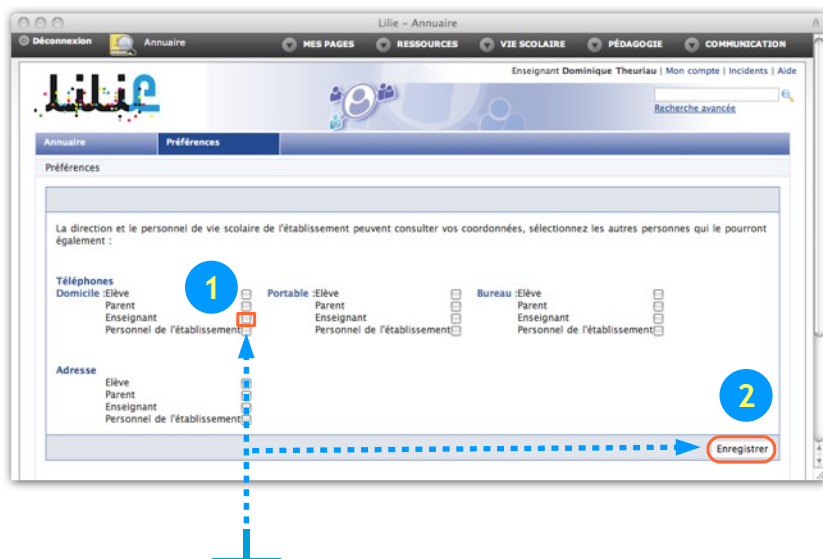 Lilie – Annuaire
Déconnexion Annuaire MES PAGES RESSOURCES VIE SCOLAIRE PÉDAGOGIE COMMUNICATION
Enseignant Dominique Theuriau | Mon compte | Incidents | Aide
Lilie
Recherche avancée
Annuaire Préférences
Préférences
La direction et le personnel de vie scolaire de l'établissement peuvent consulter vos coordonnées, sélectionnez les autres personnes qui le pourront
également :
Téléphones
1
Domicile :Elève Portable :Elève Bureau :Elève
Parent Parent Parent
Enseignant Enseignant Enseignant
Personnel de l'établissement Personnel de l'établissement Personnel de l'établissement
Adresse
Elève
Parent
Enseignant
Personnel de l'établissement
2
Enregistrer